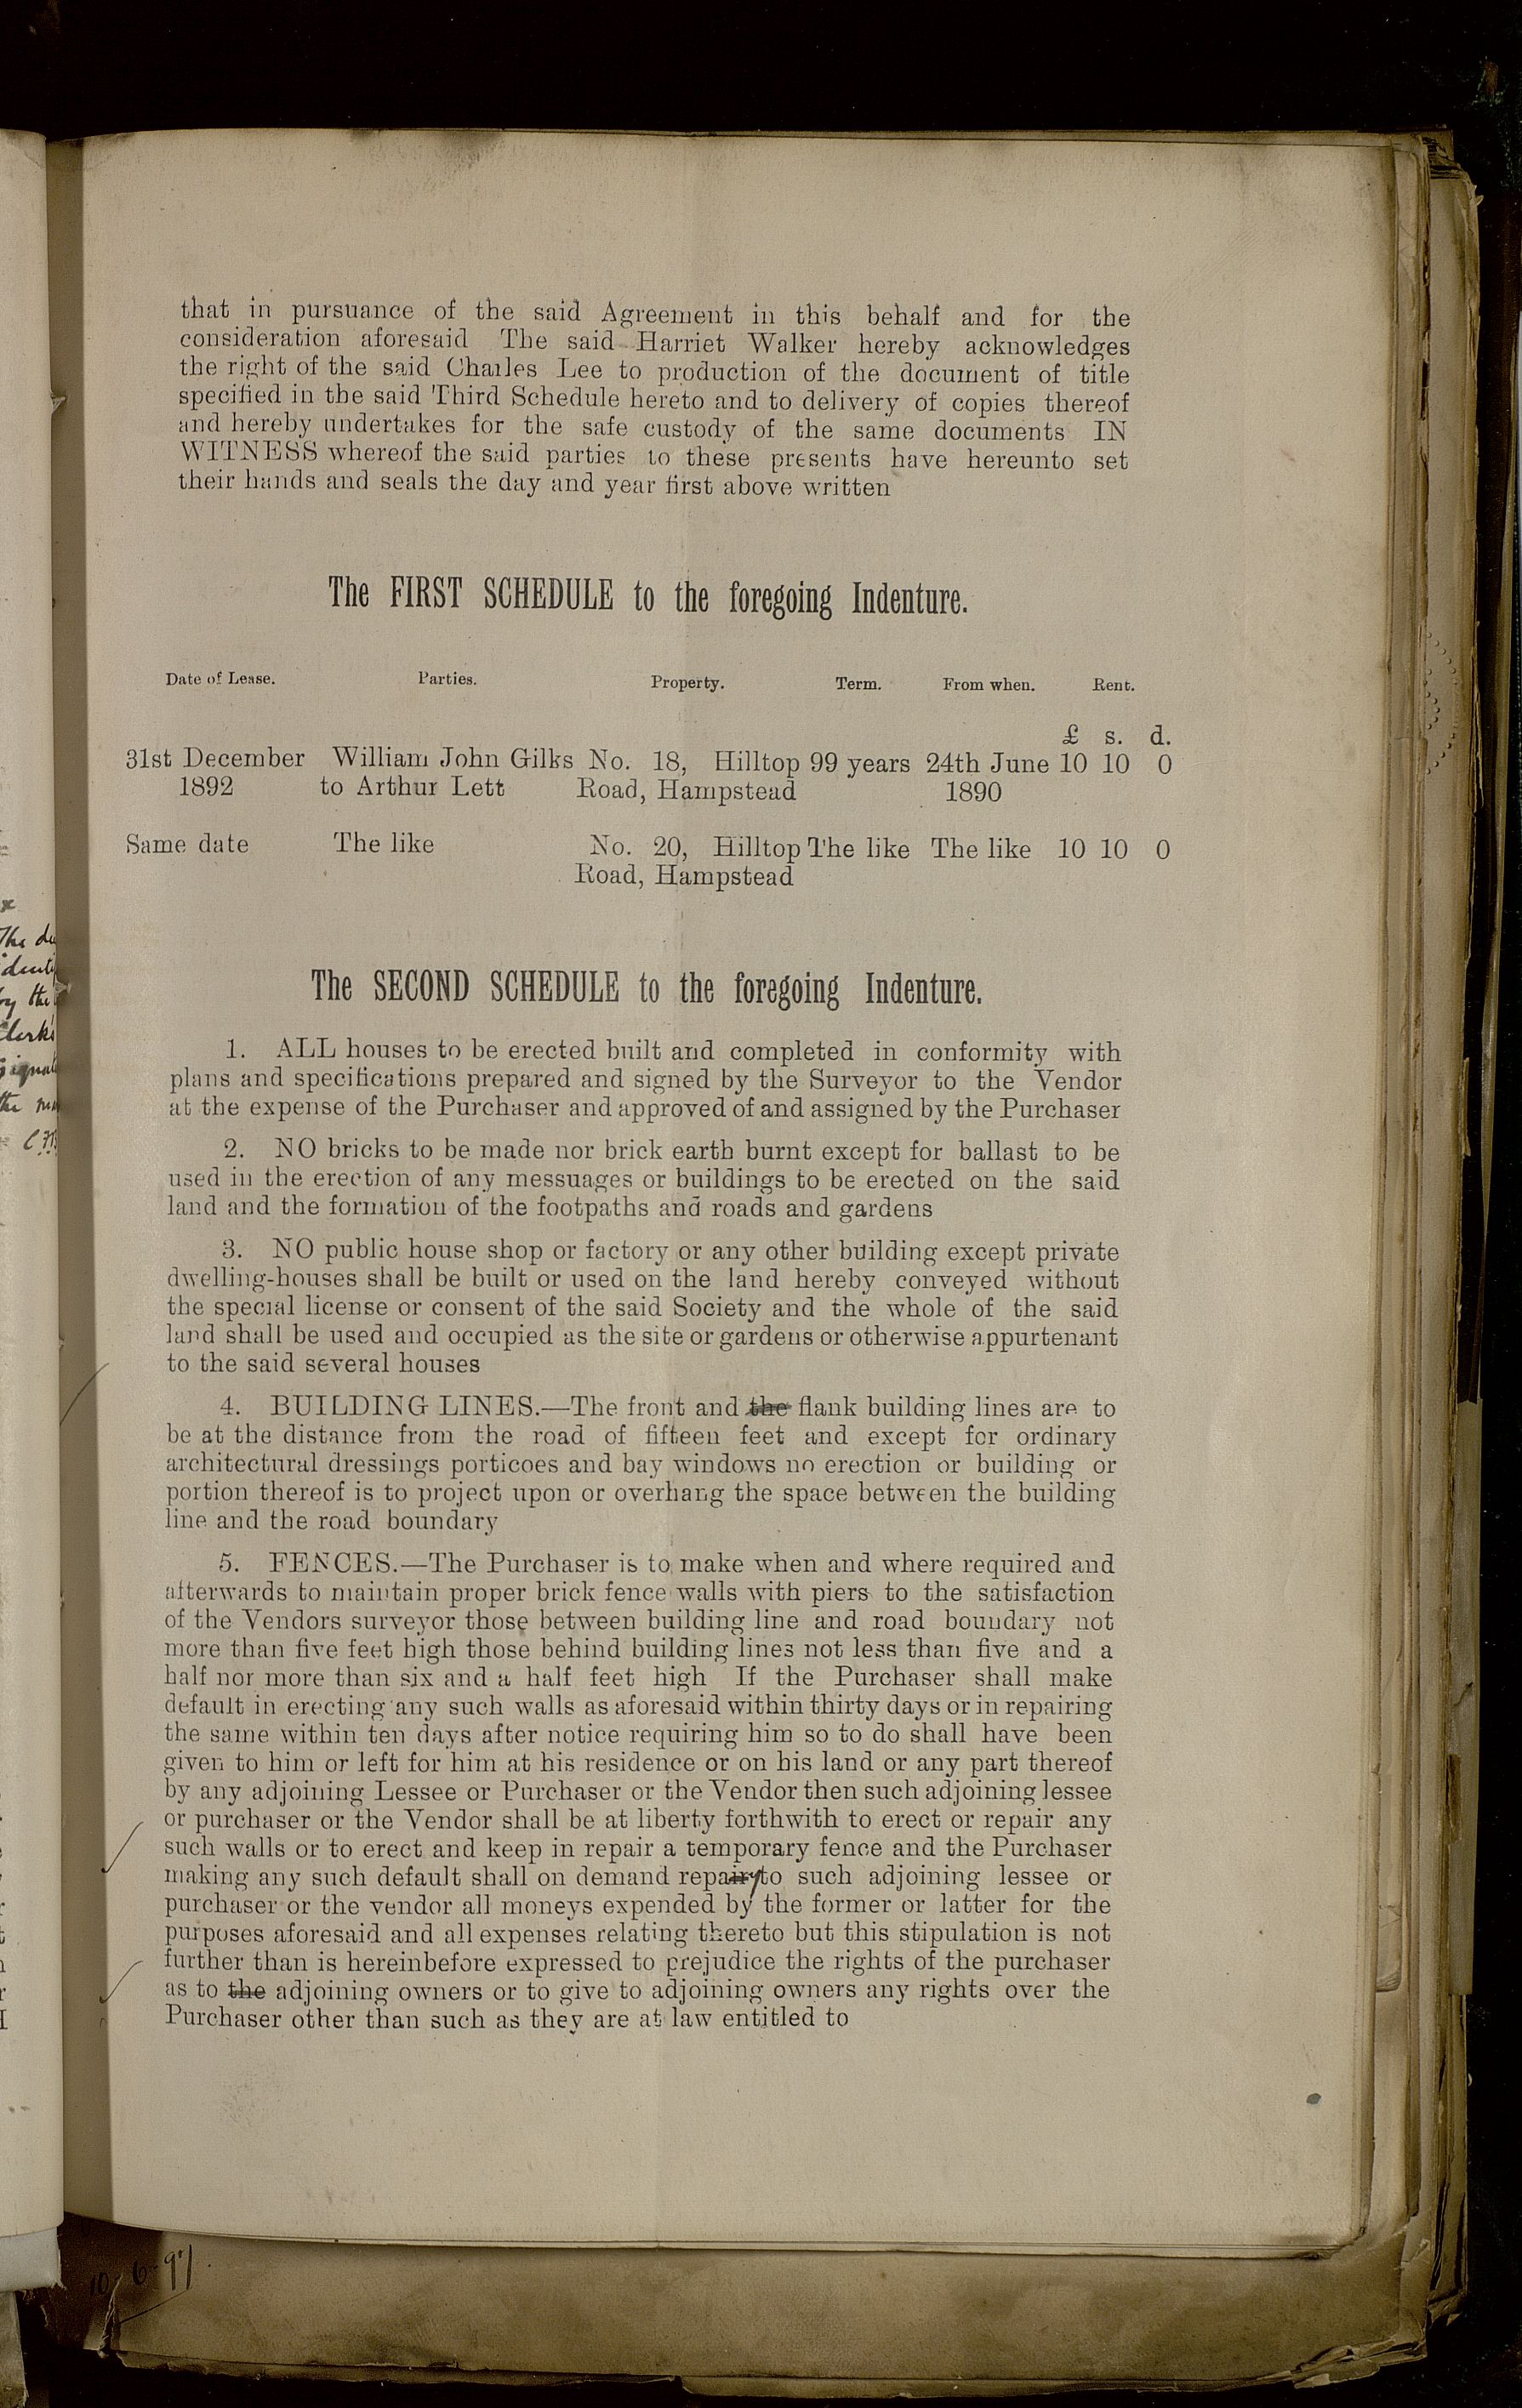 that in pursuance of the said Agreement in this behalf and for the
consideration aforesaid The said Harriet Walker hereby acknowledges
the right of the said Charles Lee to production of the document of title
specified in the said Third Schedule hereto and to delivery of copies thereof
and hereby undertakes for the safe custody of the same documents IN
WITNESS whereof the said parties to these presents have hereunto set
their hands and seals the day and year first above written
The FIRST SCHEDULE to the foregoing Indenture.
Date of Lease. Parties. Property. Term. From when. Rent.
£ s. d.
31st December William John Gilks No. 18, Hilltop 99 years 24th June 10 10 0
1892 to Arthur Lett Road, Hampstead 1890
Same date The like No. 20, Hilltop The like The like 10 10 0
Road, Hampstead
The SECOND SCHEDULE to the foregoing Indenture.
1. ALL houses to be erected built and completed in conformity with
plans and specifications prepared and signed by the Surveyor to the Vendor
at the expense of the Purchaser and approved of and assigned by the Purchaser
2. NO bricks to be made nor brick earth burnt except for ballast to be
used in the erection of any messuages or buildings to be erected on the said
land and the formation of the footpaths and roads and gardens
3. NO public house shop or factory or any other building except private
dwelling-houses shall be built or used on the land hereby conveyed without
the special license or consent of the said Society and the whole of the said
land shall be used and occupied as the site or gardens or otherwise appurtenant
to the said several houses
4. BUILDING LINES.—The front and the flank building lines are to
be at the distance from the road of fifteen feet and except for ordinary
architectural dressings porticoes and bay windows no erection or building or
portion thereof is to project upon or overhang the space between the building
line and the road boundary
5. FENCES.—The Purchaser is to make when and where required and
afterwards to maintain proper brick fence walls with piers to the satisfaction
of the Vendors surveyor those between building line and road boundary not
more than five feet high those behind building lines not less than five and a
half nor more than six and a half feet high If the Purchaser shall make
default in erecting any such walls as aforesaid within thirty days or in repairing
the same within ten days after notice requiring him so to do shall have been
given to him or left for him at his residence or on his land or any part thereof
by any adjoining Lessee or Purchaser or the Vendor then such adjoining lessee
or purchaser or the Vendor shall be at liberty forthwith to erect or repair any
such walls or to erect and keep in repair a temporary fence and the Purchaser
making any such default shall on demand repay to such adjoining lessee or
purchaser or the vendor all moneys expended by the former or latter for the
purposes aforesaid and all expenses relating thereto but this stipulation is not
further than is hereinbefore expressed to prejudice the rights of the purchaser
as to the adjoining owners or to give to adjoining owners any rights over the
Purchaser other than such as they are at law entitled to
10-6-97.